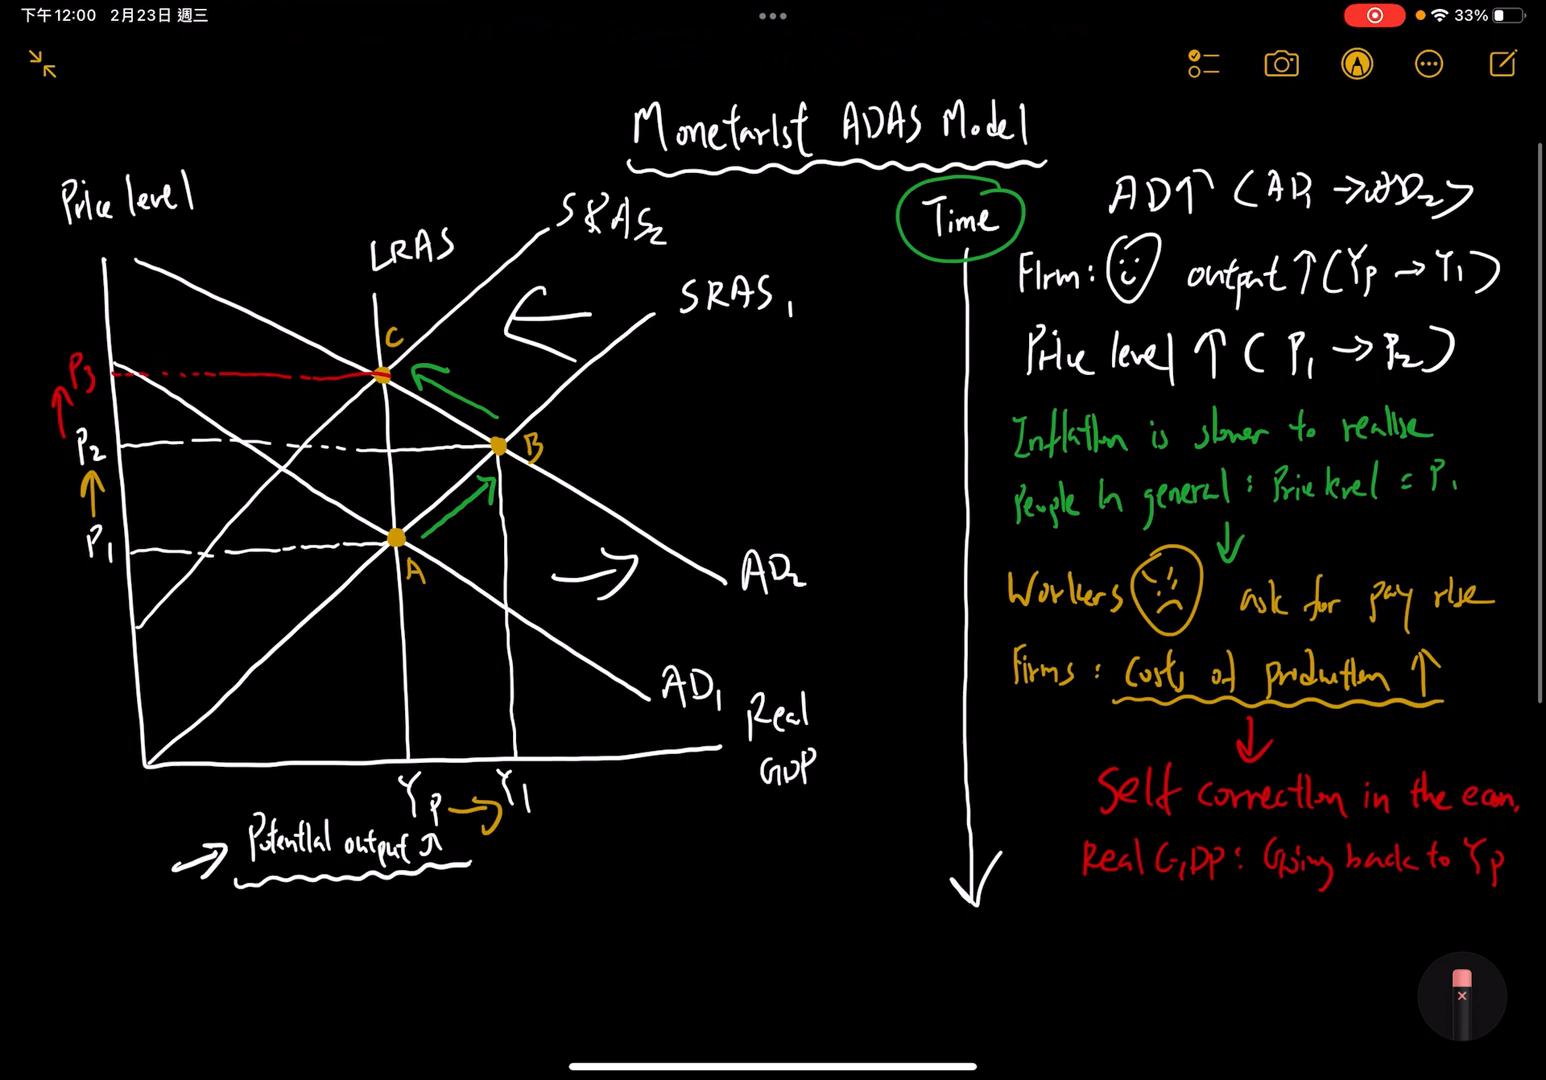 下午12:00 2月23日 週三
33%
Monetarist ADAS Model
Price level
SRAS2
LRAS
SRAS1
C
P3
P2
B
P1
A
AD2
AD1
Real
GDP
Yp → Y1
→ Potential output ↗
Time
AD↑ (AD1 → AD2)
Firm: output ↑ (Yp → Y1)
Price level ↑ ( P1 → P2 )
Inflation is slower to realise
People in general : Price level = P1
↓
Workers ask for pay rise
Firms : Costs of production ↑
↓
Self correction in the econ.
Real GDP : Going back to Yp